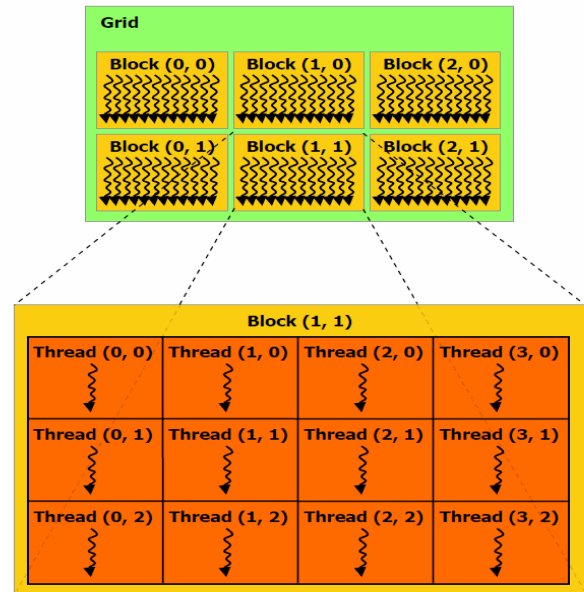 Grid
Block (0, 0) Block (1, 0) Block (2, 0)
Block (0, 1) Block (1, 1) Block (2, 1)
Block (1, 1)
Thread (0, 0) Thread (1, 0) Thread (2, 0) Thread (3, 0)
Thread (0, 1) Thread (1, 1) Thread (2, 1) Thread (3, 1)
Thread (0, 2) Thread (1, 2) Thread (2, 2) Thread (3, 2)